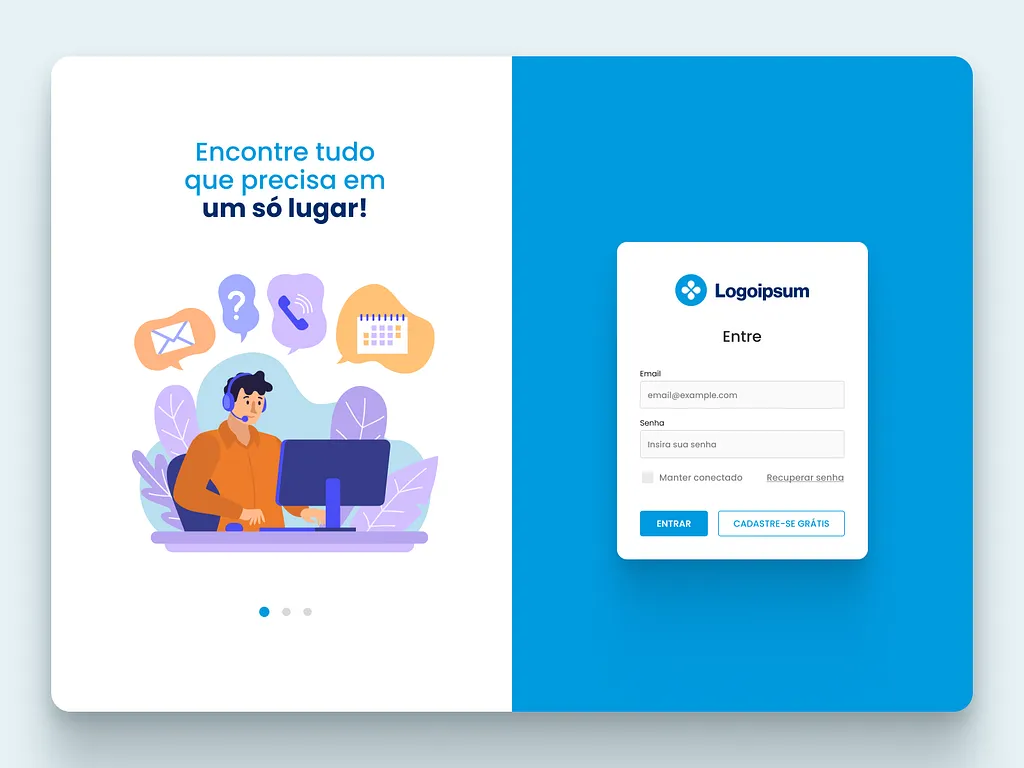 Encontre tudo
que precisa em
um só lugar!
?
Logoipsum
Entre
Email
email@example.com
Senha
Insira sua senha
Manter conectado
Recuperar senha
ENTRAR
CADASTRE-SE GRÁTIS